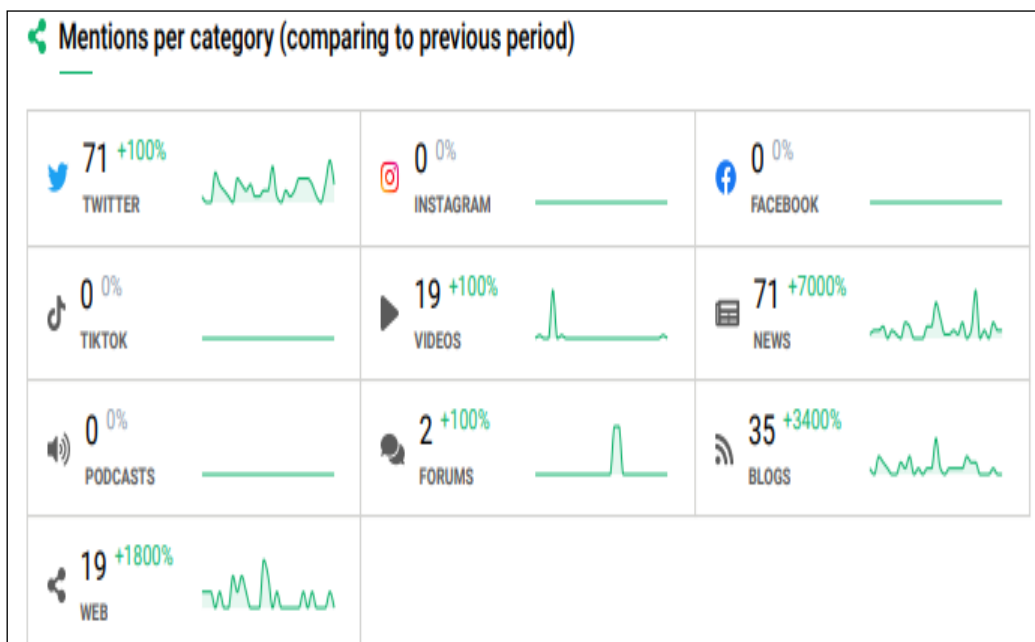 Mentions per category (comparing to previous period)
71 +100%
TWITTER
0 0%
INSTAGRAM
0 0%
FACEBOOK
0 0%
TIKTOK
19 +100%
VIDEOS
71 +7000%
NEWS
0 0%
PODCASTS
2 +100%
FORUMS
35 +3400%
BLOGS
19 +1800%
WEB